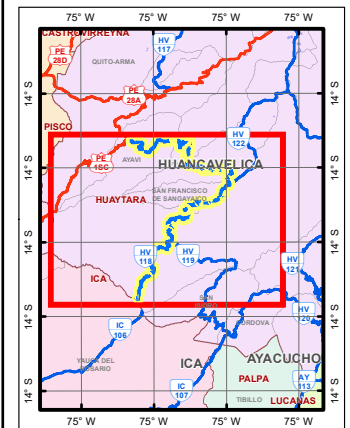 75° W 75° W 75° W 75° W
CASTROVIRREYNA
HV 117
PE 28D
QUITO-ARMA
14° S 14° S
PE 28A
PISCO
HV 122
AYAVI
HUANCAVELICA
PE 1SC
14° S 14° S
HUAYTARA
SAN FRANCISCO
DE SANGAYAICO
14° S 14° S
HV 118
HV 119
HV 121
ICA
SAN
14° S 14° S
HV 120
CORDOVA
IC 106
YAUCA DEL
ROSARIO
ICA
AYACUCHO
PALPA
IC 107
AY 113
14° S 14° S
TIBILLO
LUCANAS
75° W 75° W 75° W 75° W